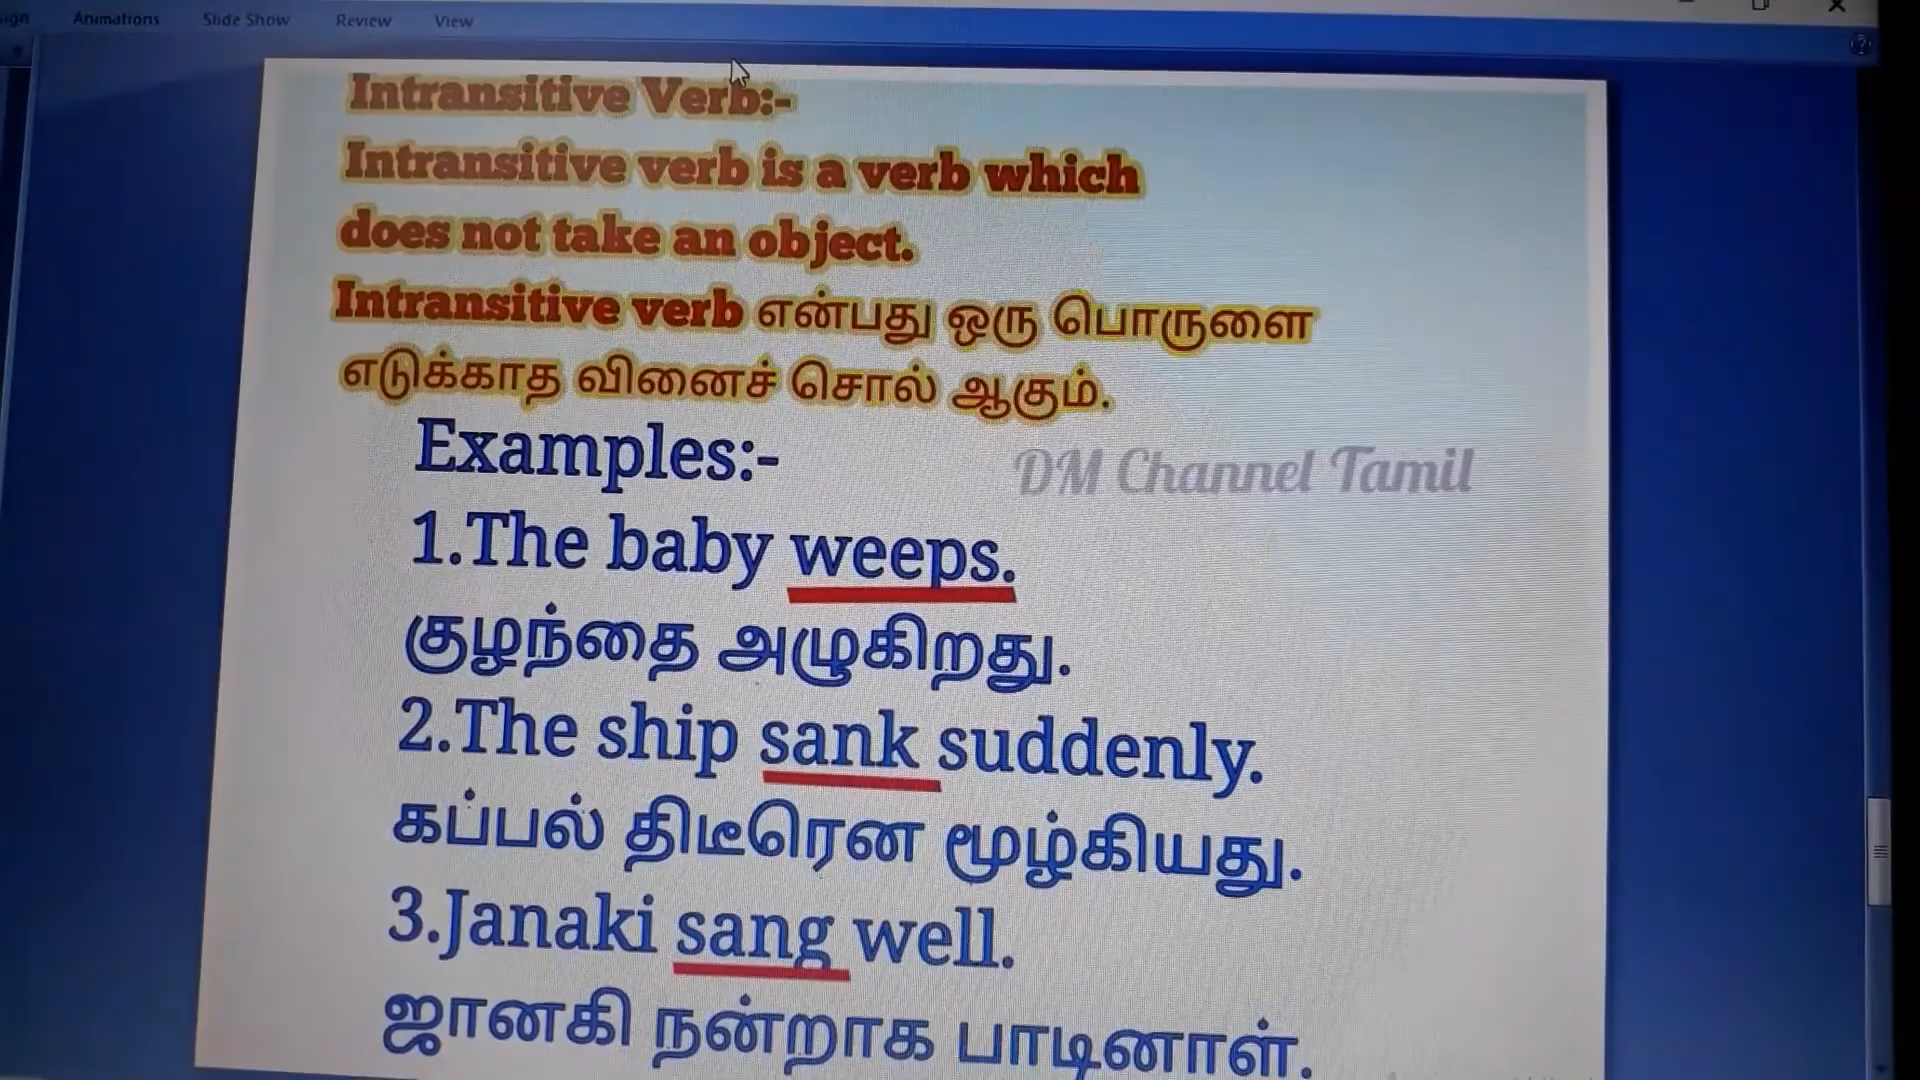 Animations Slide Show Review View
Intransitive Verb:-
Intransitive verb is a verb which
does not take an object.
Intransitive verb என்பது ஒரு பொருளை
எடுக்காத வினைச் சொல் ஆகும்.
Examples:-
DM Channel Tamil
1.The baby weeps.
குழந்தை அழுகிறது.
2.The ship sank suddenly.
கப்பல் திடீரென மூழ்கியது.
3.Janaki sang well.
ஜானகி நன்றாக பாடினாள்.